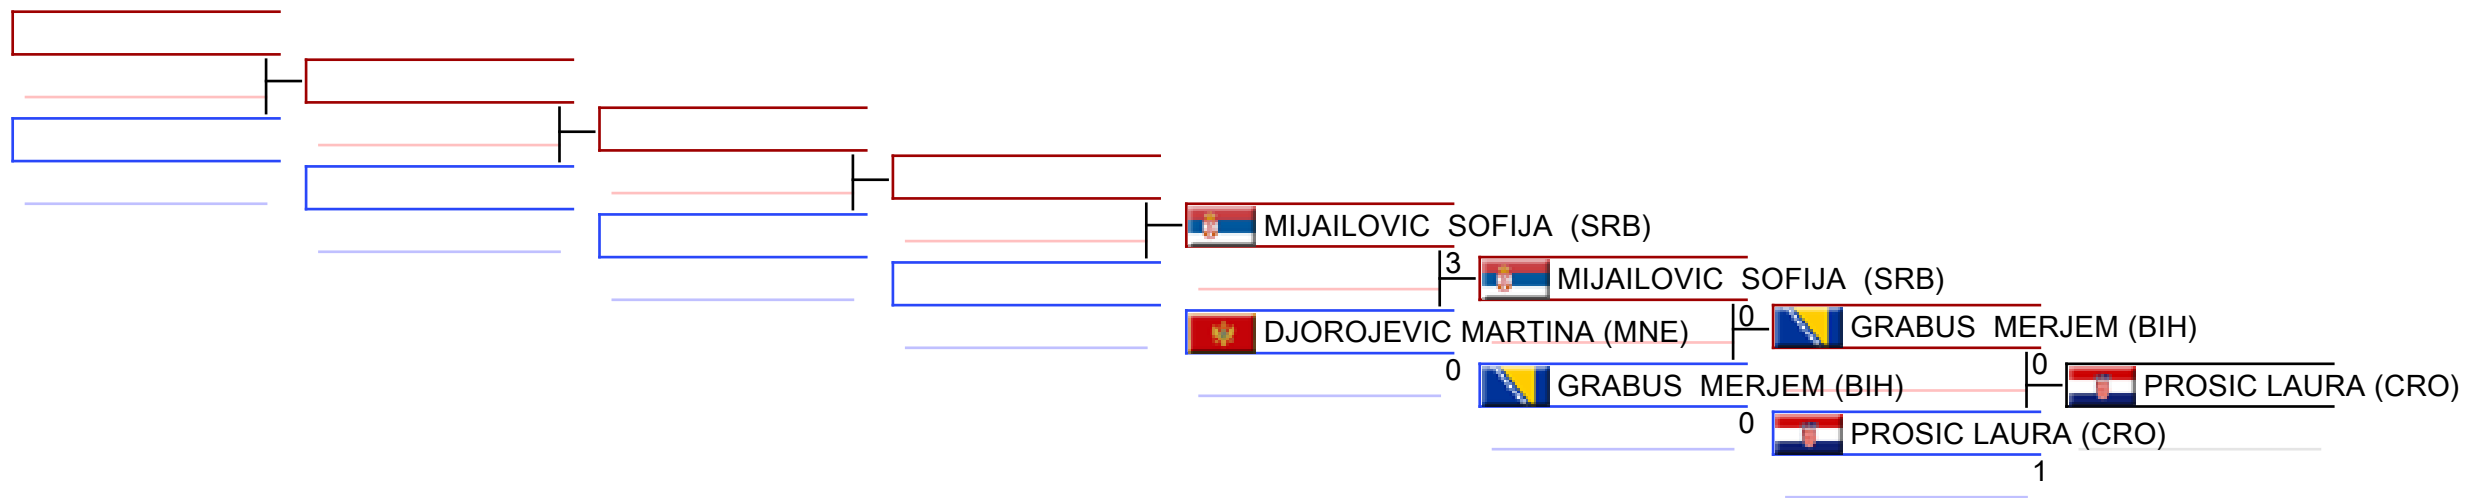 MIJAILOVIC SOFIJA (SRB)
3
MIJAILOVIC SOFIJA (SRB)
DJOROJEVIC MARTINA (MNE)
0
0
GRABUS MERJEM (BIH)
GRABUS MERJEM (BIH)
0
0
PROSIC LAURA (CRO)
PROSIC LAURA (CRO)
1